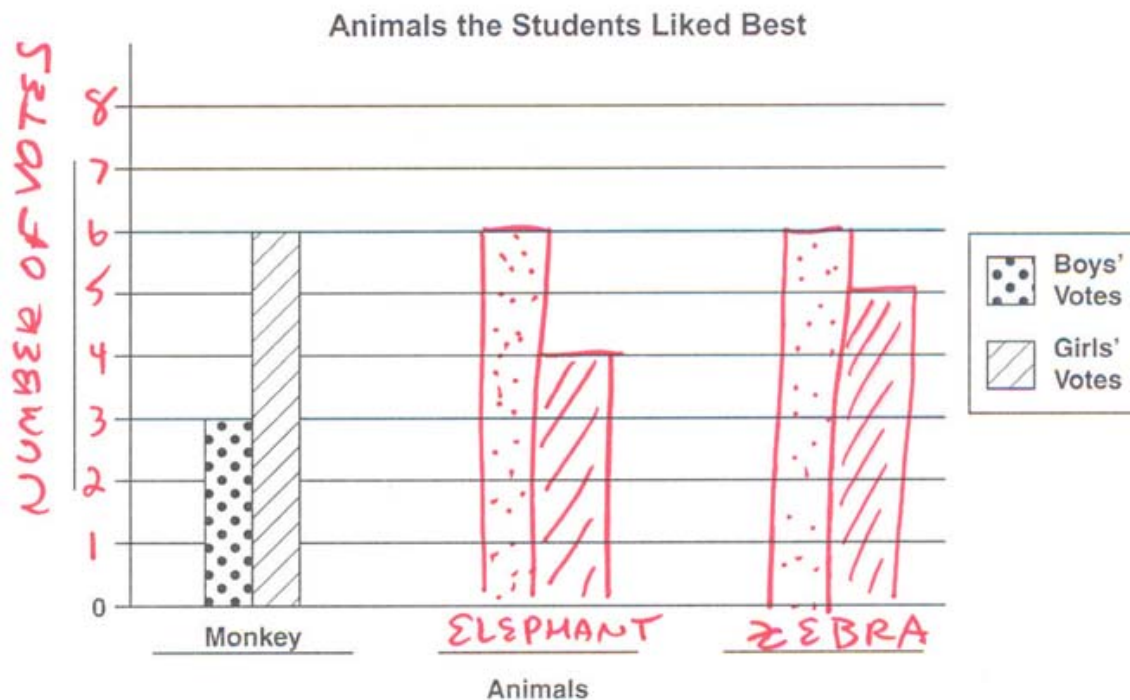 Animals the Students Liked Best
NUMBER OF VOTES
8
7
6
5
4
3
2
1
0
Monkey
ELEPHANT
ZEBRA
Animals
Boys'
Votes
Girls'
Votes